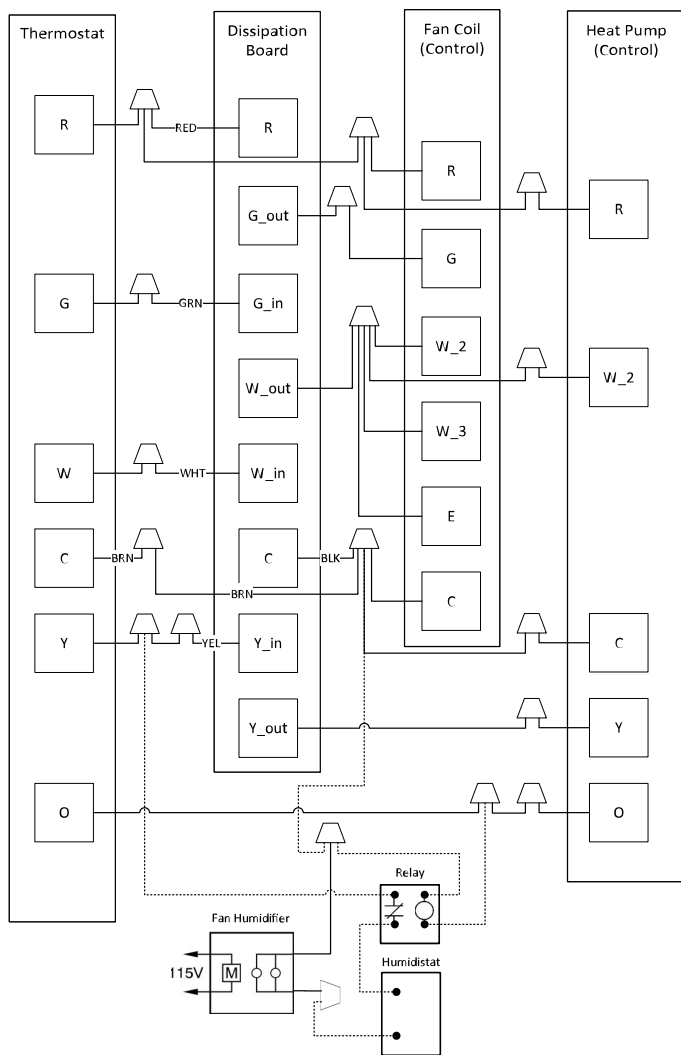 Thermostat
Dissipation
Board
Fan Coil
(Control)
Heat Pump
(Control)
R
RED
R
R
R
G_out
G
G
GRN
G_in
W_2
W_2
W_out
W_3
W
WHT
W_in
E
C
BRN
C
BLK
BRN
C
Y
YEL
Y_in
C
Y_out
Y
O
O
Relay
Fan Humidifier
Humidistat
115V
M